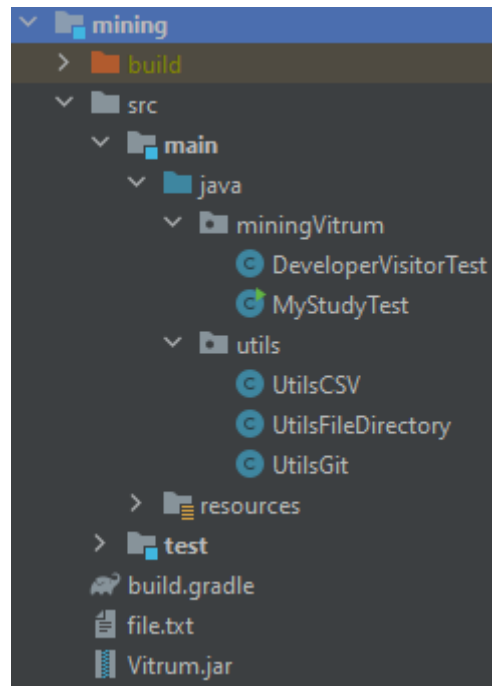 mining
build
src
main
java
miningVitrum
DeveloperVisitorTest
MyStudyTest
utils
UtilsCSV
UtilsFileDirectory
UtilsGit
resources
test
build.gradle
file.txt
Vitrum.jar